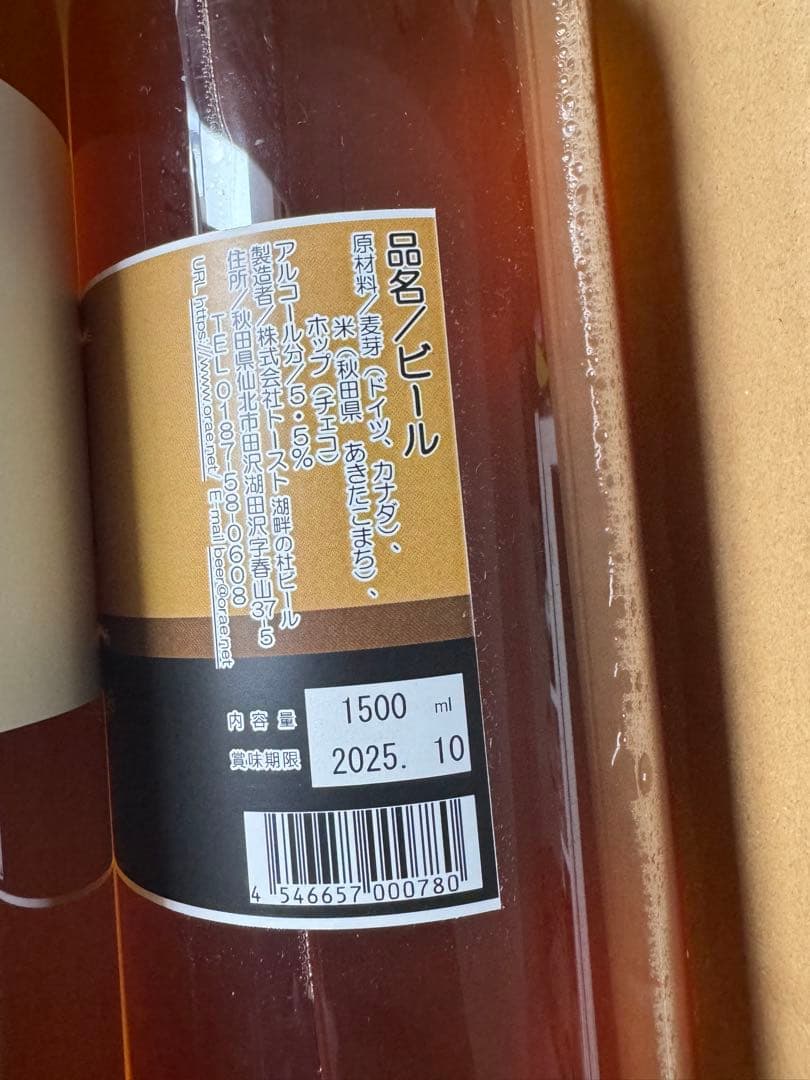 品名／ビール
原材料／麦芽（ドイツ、カナダ）、
米（秋田県　あきたこまち）、
ホップ（チェコ）
アルコール分／5・5%
製造者／株式会社トースト 湖畔の杜ビール
住所／秋田県仙北市田沢湖田沢字春山37-5
TEL 0187-58-0608
URL https://www.orae.net/ E-mail beer@orae.net
内容量 1500 ml
賞味期限 2025. 10
4 546657 000780